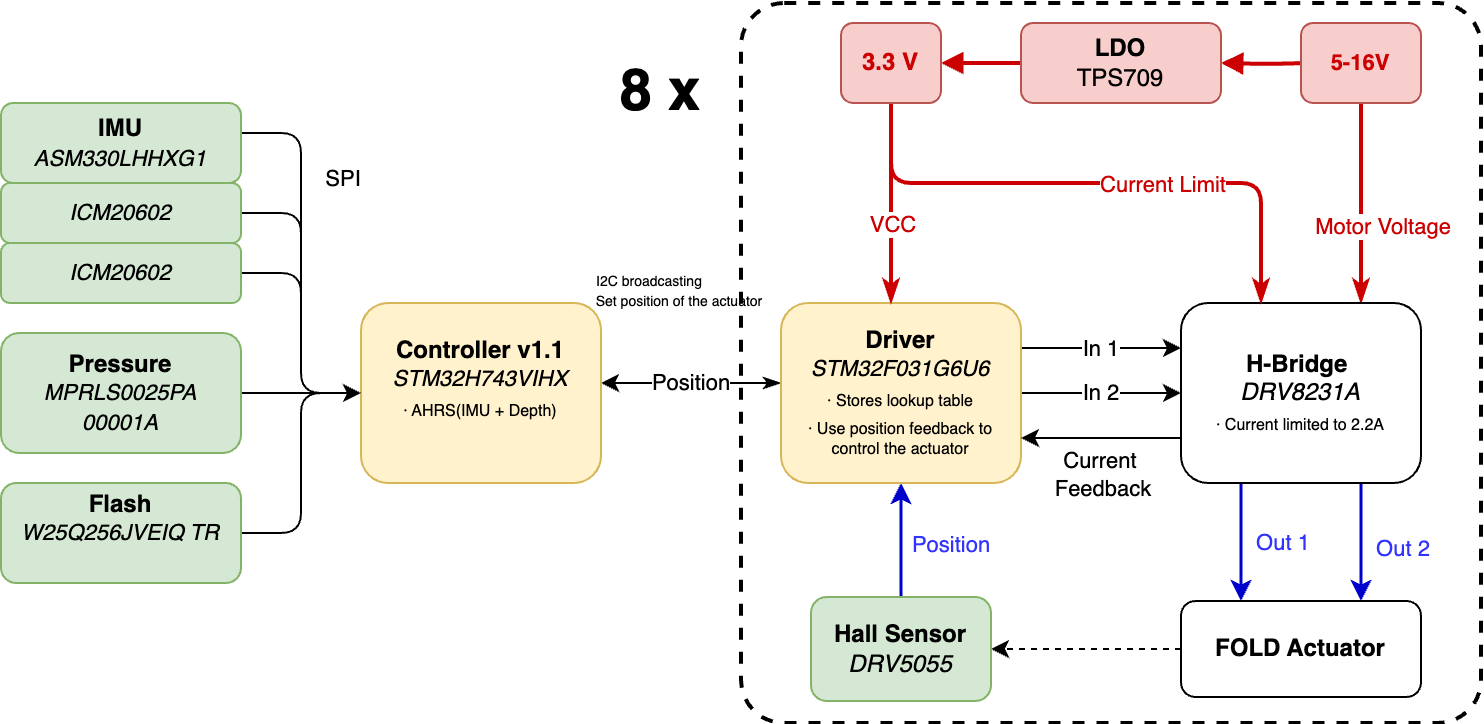 8 x
3.3 V
LDO
TPS709
5-16V
IMU
ASM330LHHXG1
ICM20602
ICM20602
SPI
Current Limit
VCC
Motor Voltage
I2C broadcasting
Set position of the actuator
Pressure
MPRLS0025PA
00001A
Controller v1.1
STM32H743VIHX
· AHRS(IMU + Depth)
Position
Driver
STM32F031G6U6
· Stores lookup table
· Use position feedback to
control the actuator
In 1
In 2
H-Bridge
DRV8231A
· Current limited to 2.2A
Current
Feedback
Flash
W25Q256JVEIQ TR
Position
Out 1
Out 2
Hall Sensor
DRV5055
FOLD Actuator